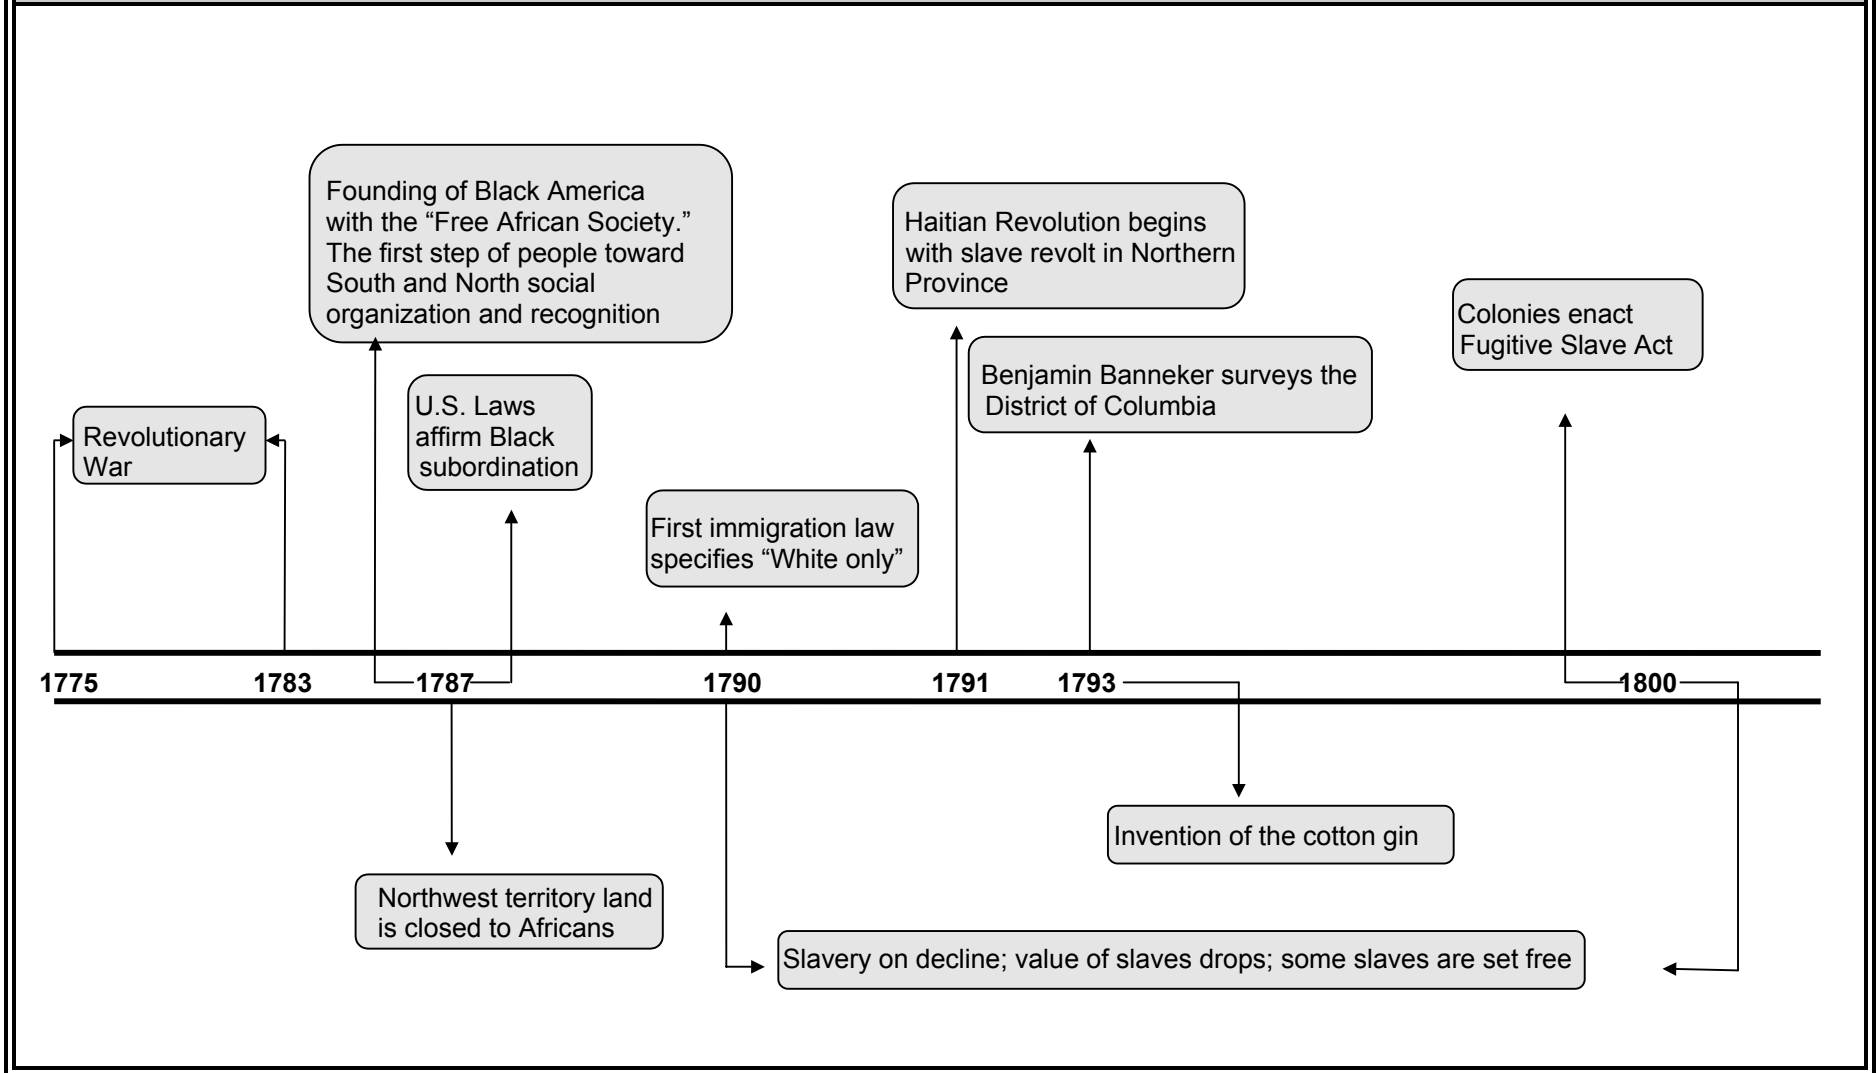 Founding of Black America
with the “Free African Society.”
The first step of people toward
South and North social
organization and recognition
Haitian Revolution begins
with slave revolt in Northern
Province
Colonies enact
Fugitive Slave Act
Benjamin Banneker surveys the
District of Columbia
U.S. Laws
affirm Black
subordination
Revolutionary
War
First immigration law
specifies “White only”
1775 1783 1787 1790 1791 1793 1800
Invention of the cotton gin
Northwest territory land
is closed to Africans
Slavery on decline; value of slaves drops; some slaves are set free